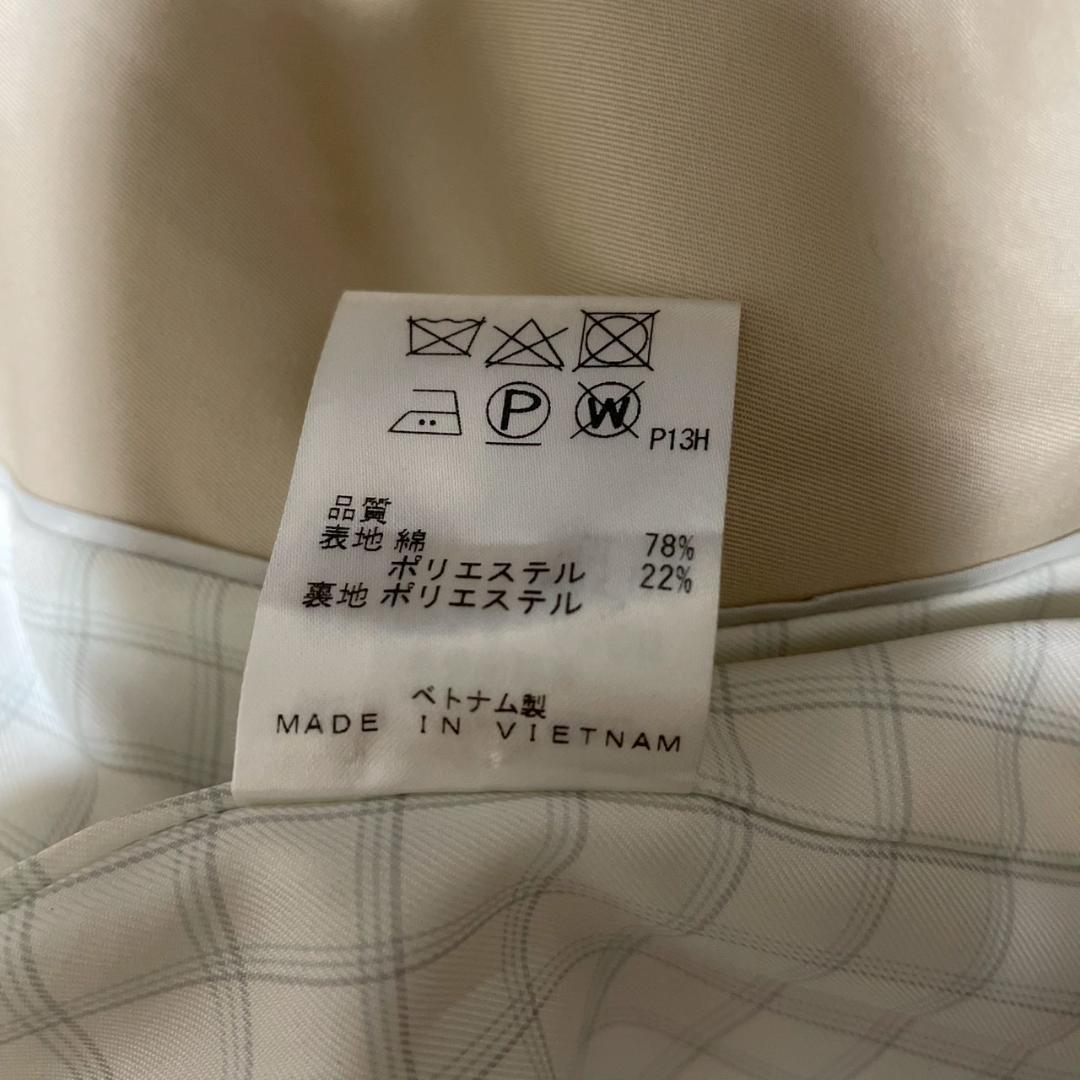 P
W
P13H
品質
表地 綿 78%
ポリエステル 22%
裏地 ポリエステル
ベトナム製
MADE IN VIETNAM